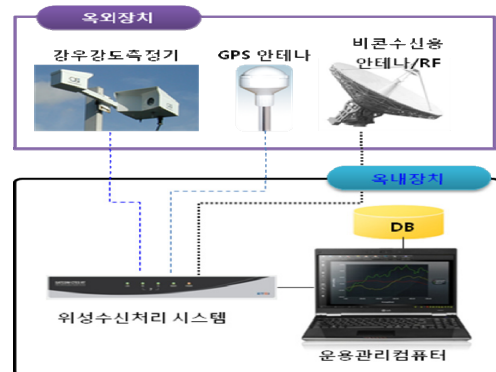 옥외장치
강우강도측정기
GPS 안테나
비콘수신용
안테나/RF
옥내장치
DB
위성수신처리 시스템
운용관리컴퓨터